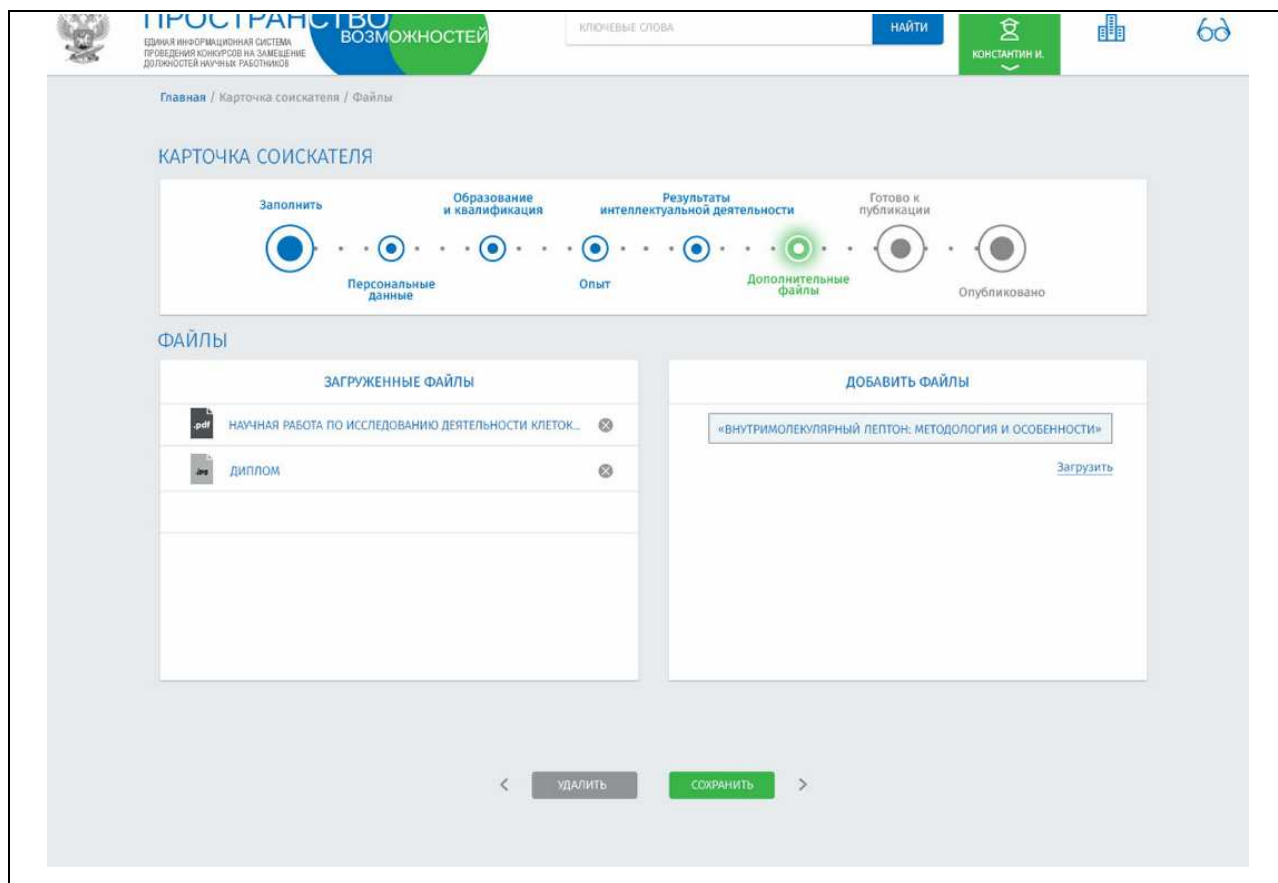 ПРОСТРАНСТВО
ВОЗМОЖНОСТЕЙ
ЕДИНАЯ ИНФОРМАЦИОННАЯ СИСТЕМА
ПРОВЕДЕНИЯ КОНКУРСОВ НА ЗАМЕЩЕНИЕ
ДОЛЖНОСТЕЙ НАУЧНЫХ РАБОТНИКОВ
КЛЮЧЕВЫЕ СЛОВА
НАЙТИ
КОНСТАНТИН И.
Главная / Карточка соискателя / Файлы
КАРТОЧКА СОИСКАТЕЛЯ
Заполнить
Образование
и квалификация
Результаты
интеллектуальной деятельности
Готово к
публикации
Персональные
данные
Опыт
Дополнительные
файлы
Опубликовано
ФАЙЛЫ
ЗАГРУЖЕННЫЕ ФАЙЛЫ
.pdf НАУЧНАЯ РАБОТА ПО ИССЛЕДОВАНИЮ ДЕЯТЕЛЬНОСТИ КЛЕТОК...
.jpg ДИПЛОМ
ДОБАВИТЬ ФАЙЛЫ
«ВНУТРИМОЛЕКУЛЯРНЫЙ ЛЕПТОН: МЕТОДОЛОГИЯ И ОСОБЕННОСТИ»
Загрузить
УДАЛИТЬ
СОХРАНИТЬ